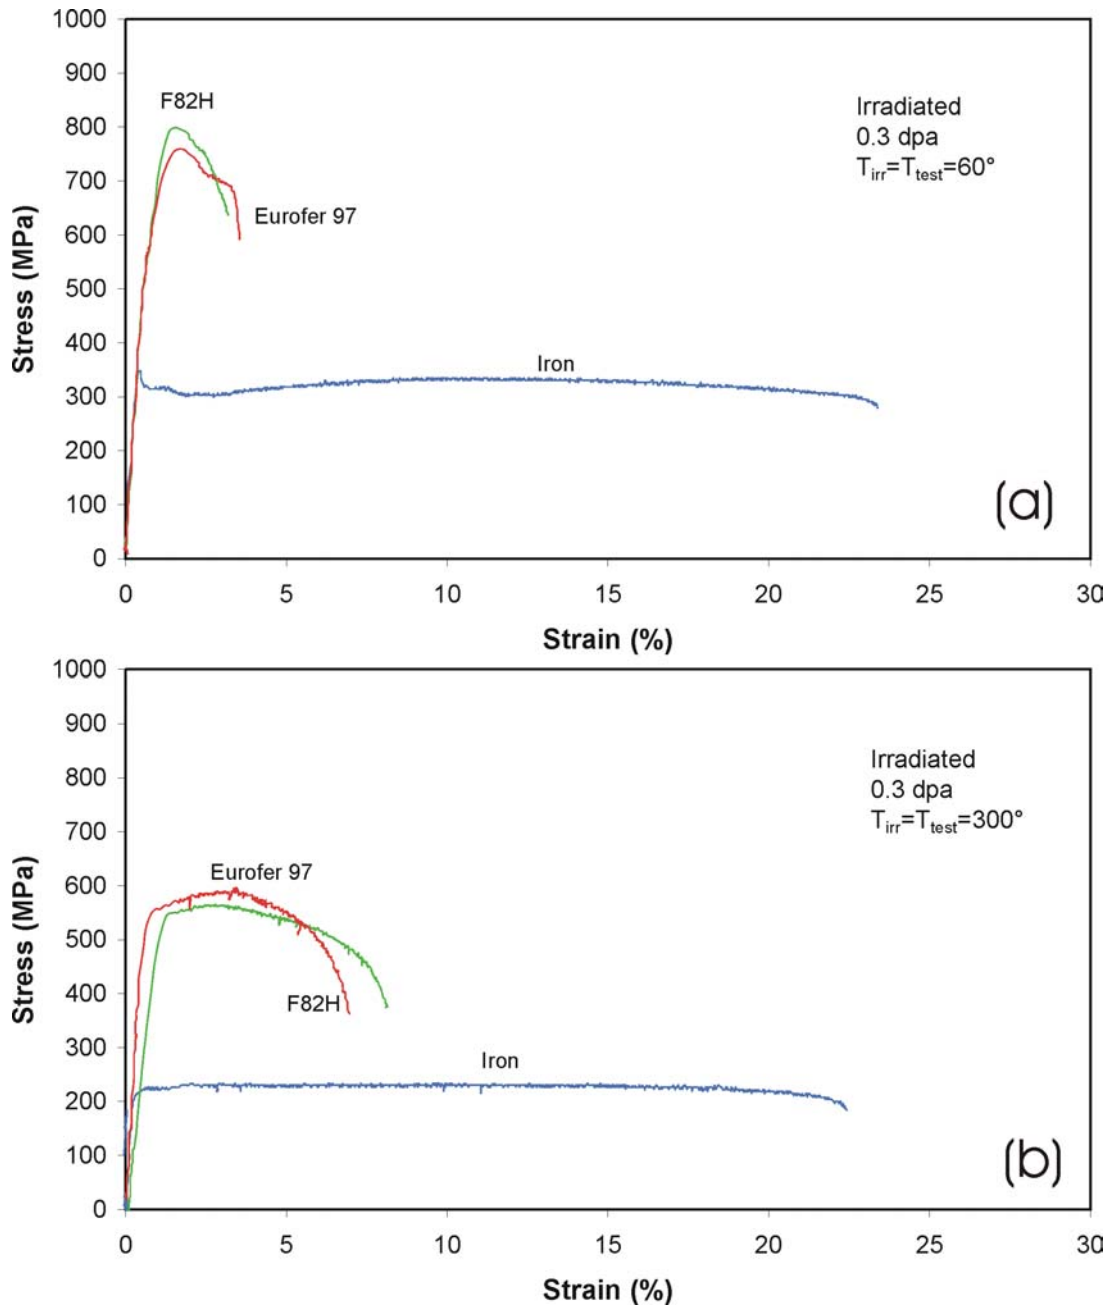 1000
900
800
700
600
500
400
300
200
100
0
Stress (MPa)
F82H
Eurofer 97
Iron
Irradiated
0.3 dpa
Tirr=Ttest=60°
(a)
0 5 10 15 20 25 30
Strain (%)
1000
900
800
700
600
500
400
300
200
100
0
Stress (MPa)
Irradiated
0.3 dpa
Tirr=Ttest=300°
Eurofer 97
F82H
Iron
(b)
0 5 10 15 20 25 30
Strain (%)